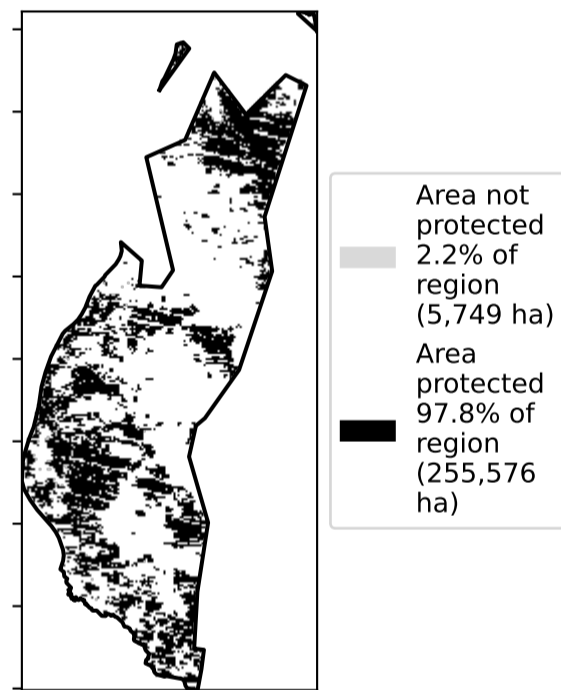 Area not
protected
2.2% of
region
(5,749 ha)
Area
protected
97.8% of
region
(255,576
ha)